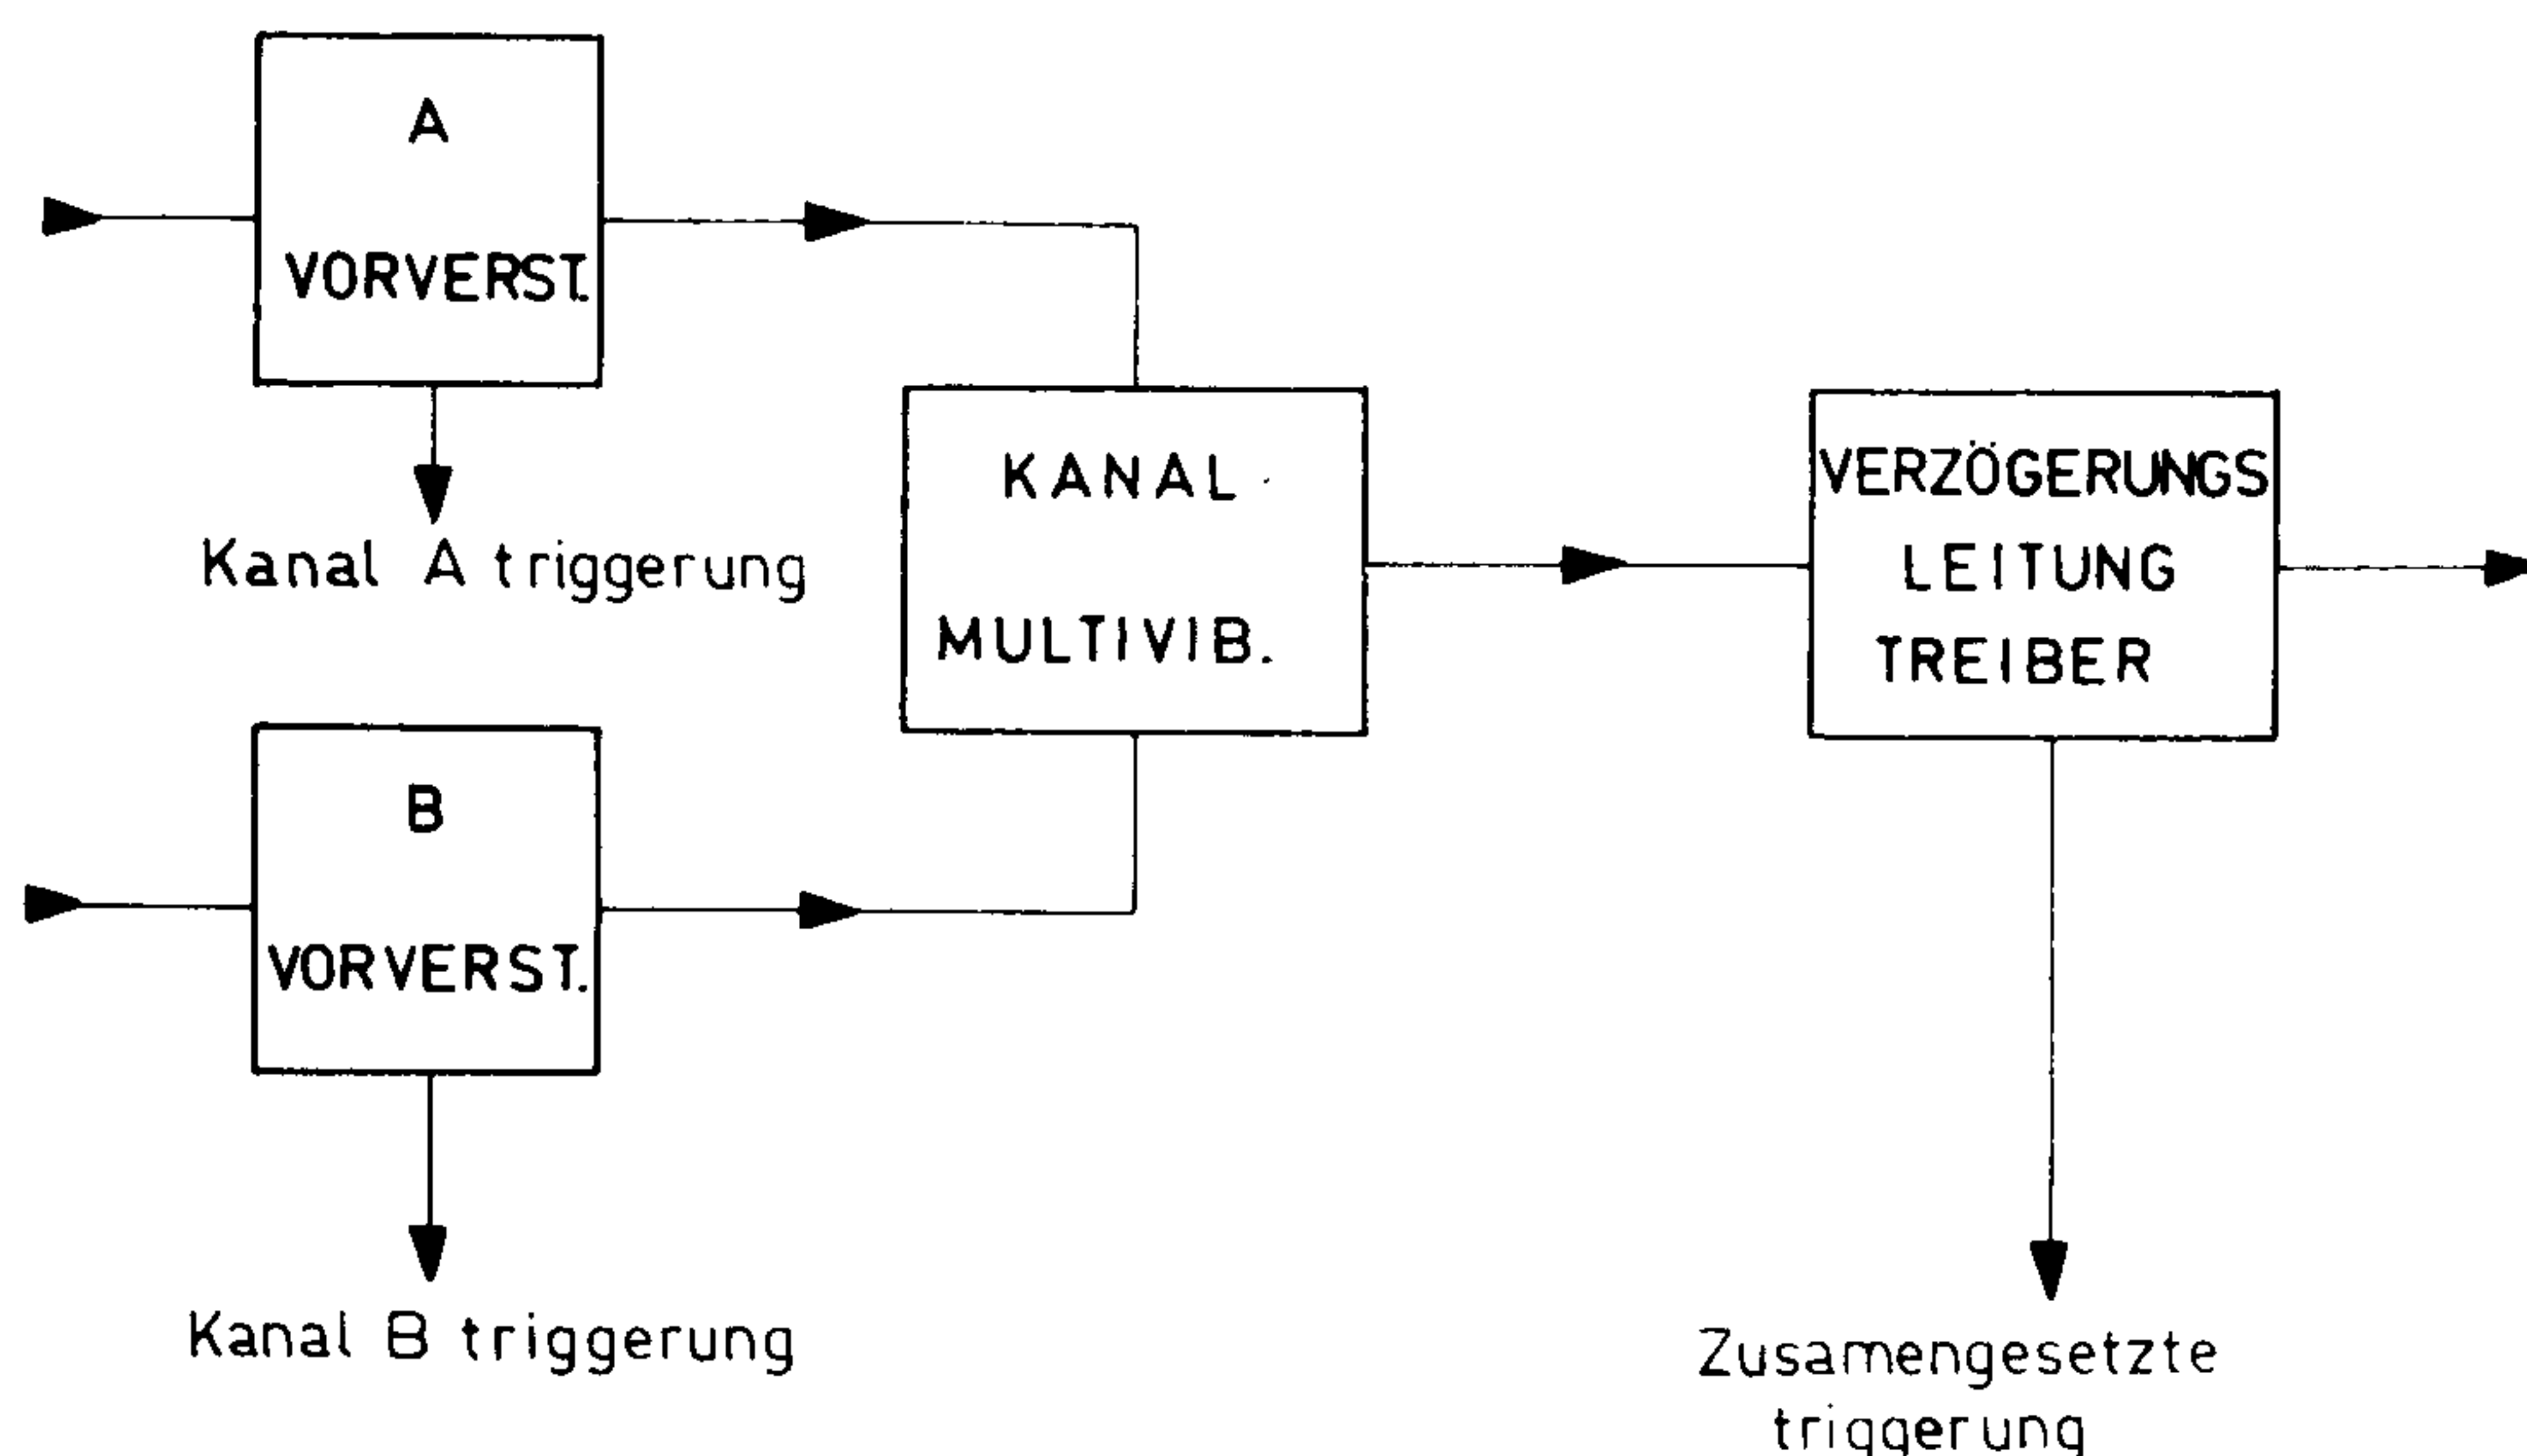 A
VORVERST.
Kanal A triggerung
KANAL
MULTIVIB.
VERZÖGERUNGS
LEITUNG
TREIBER
B
VORVERST.
Kanal B triggerung
Zusamengesetzte
triggerung